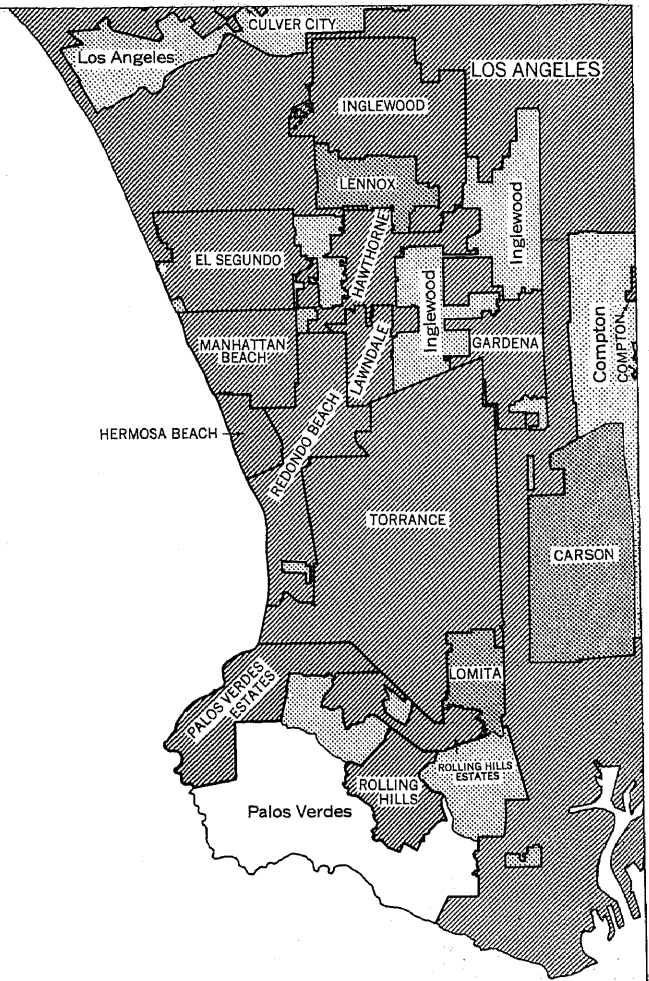 CULVER CITY
Los Angeles
LOS ANGELES
INGLEWOOD
LENNOX
Inglewood
HAWTHORNE
EL SEGUNDO
Inglewood
Compton
COMPTON
MANHATTAN
BEACH
LAWNDALE
GARDENA
REDONDO BEACH
HERMOSA BEACH
TORRANCE
CARSON
PALOS VERDES
ESTATES
LOMITA
ROLLING HILLS
ESTATES
ROLLING
HILLS
Palos Verdes